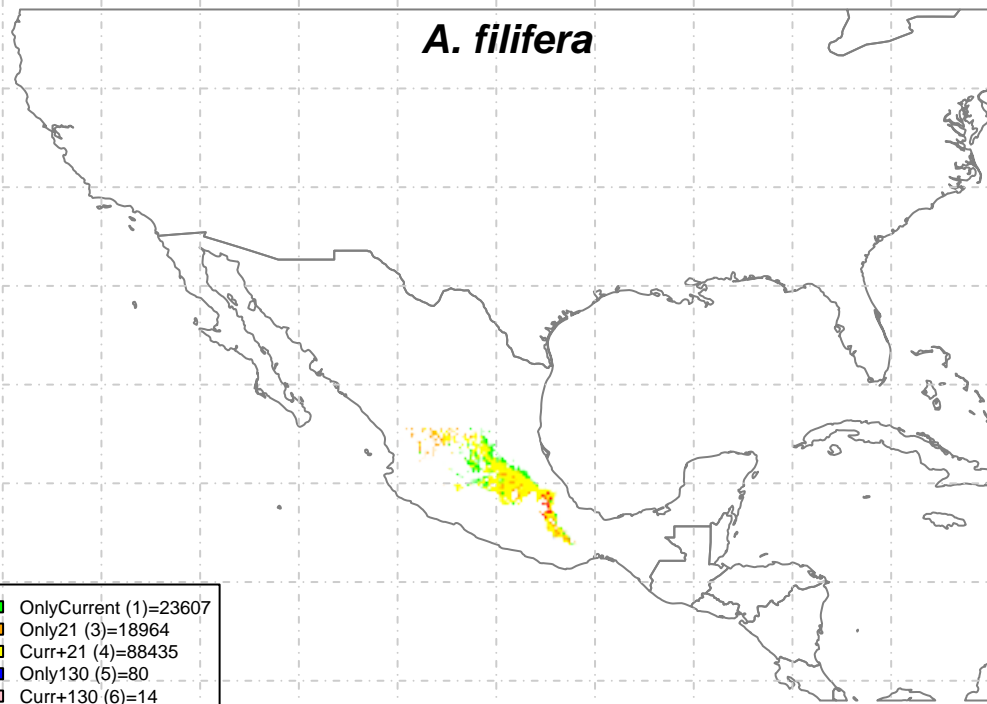 A. filifera
OnlyCurrent (1)=23607
Only21 (3)=18964
Curr+21 (4)=88435
Only130 (5)=80
Curr+130 (6)=14